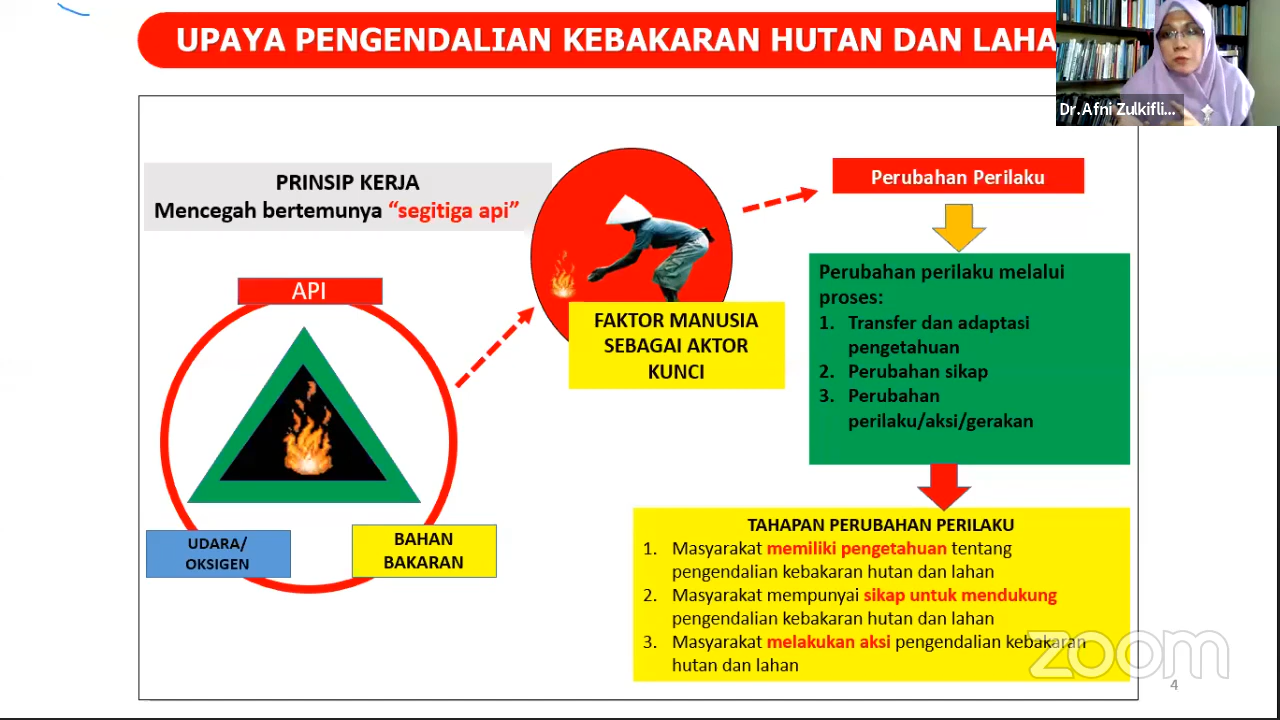 UPAYA PENGENDALIAN KEBAKARAN HUTAN DAN LAHA
Dr.Afni Zulkifli...
PRINSIP KERJA
Mencegah bertemunya “segitiga api”
API
UDARA/
OKSIGEN
BAHAN
BAKARAN
FAKTOR MANUSIA
SEBAGAI AKTOR
KUNCI
Perubahan Perilaku
Perubahan perilaku melalui
proses:
1. Transfer dan adaptasi
pengetahuan
2. Perubahan sikap
3. Perubahan
perilaku/aksi/gerakan
TAHAPAN PERUBAHAN PERILAKU
1. Masyarakat memiliki pengetahuan tentang
pengendalian kebakaran hutan dan lahan
2. Masyarakat mempunyai sikap untuk mendukung
pengendalian kebakaran hutan dan lahan
3. Masyarakat melakukan aksi pengendalian kebakaran
hutan dan lahan
zoom
4